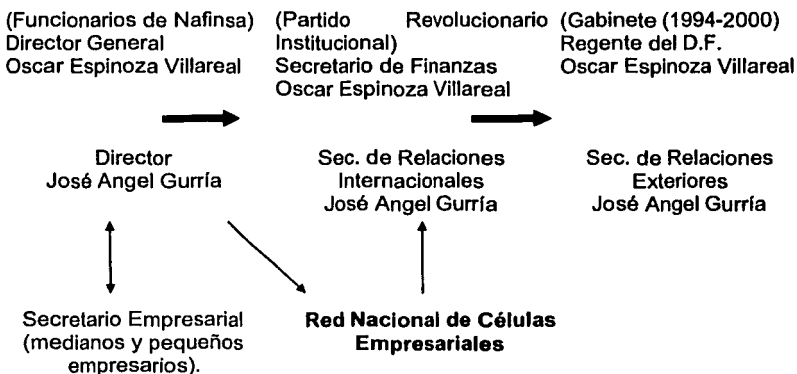 (Funcionarios de Nafinsa)
Director General
Oscar Espinoza Villareal
(Partido Revolucionario
Institucional)
Secretario de Finanzas
Oscar Espinoza Villareal
(Gabinete (1994-2000)
Regente del D.F.
Oscar Espinoza Villareal
Director
José Angel Gurría
Sec. de Relaciones
Internacionales
José Angel Gurría
Sec. de Relaciones
Exteriores
José Angel Gurría
Secretario Empresarial
(medianos y pequeños
empresarios).
Red Nacional de Células
Empresariales